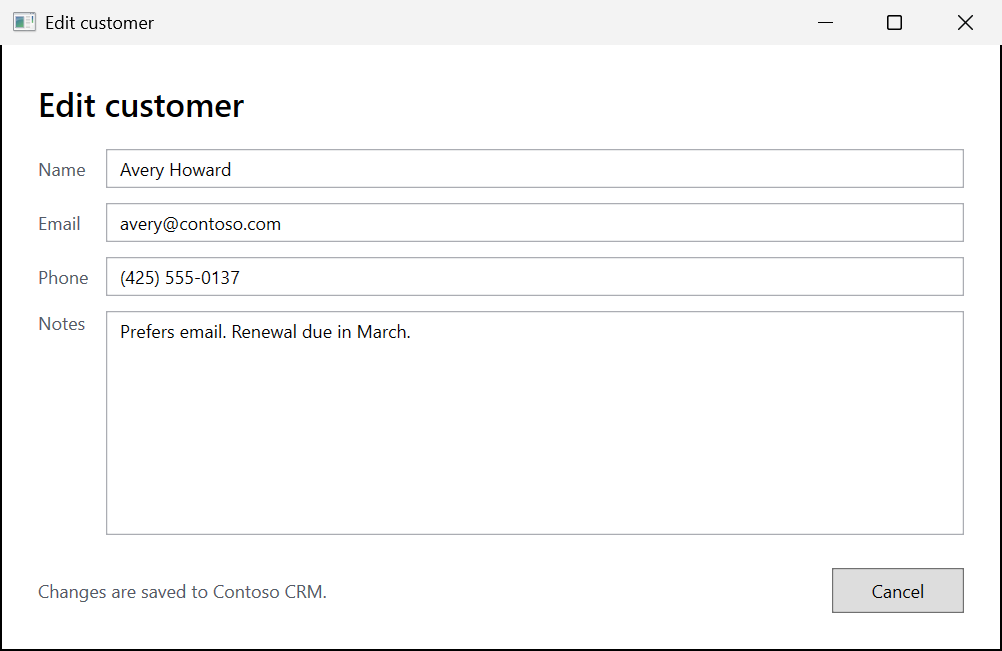 Edit customer
Edit customer
Name
Avery Howard
Email
avery@contoso.com
Phone
(425) 555-0137
Notes
Prefers email. Renewal due in March.
Changes are saved to Contoso CRM.
Cancel